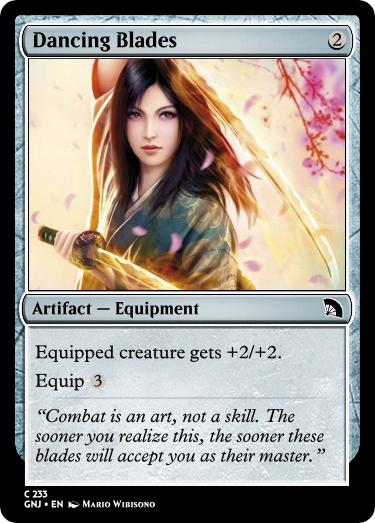 Dancing Blades 2
Artifact — Equipment
Equipped creature gets +2/+2.
Equip 3
“Combat is an art, not a skill. The
sooner you realize this, the sooner these
blades will accept you as their master.”
C 233
GNJ • EN Mario Wibisono